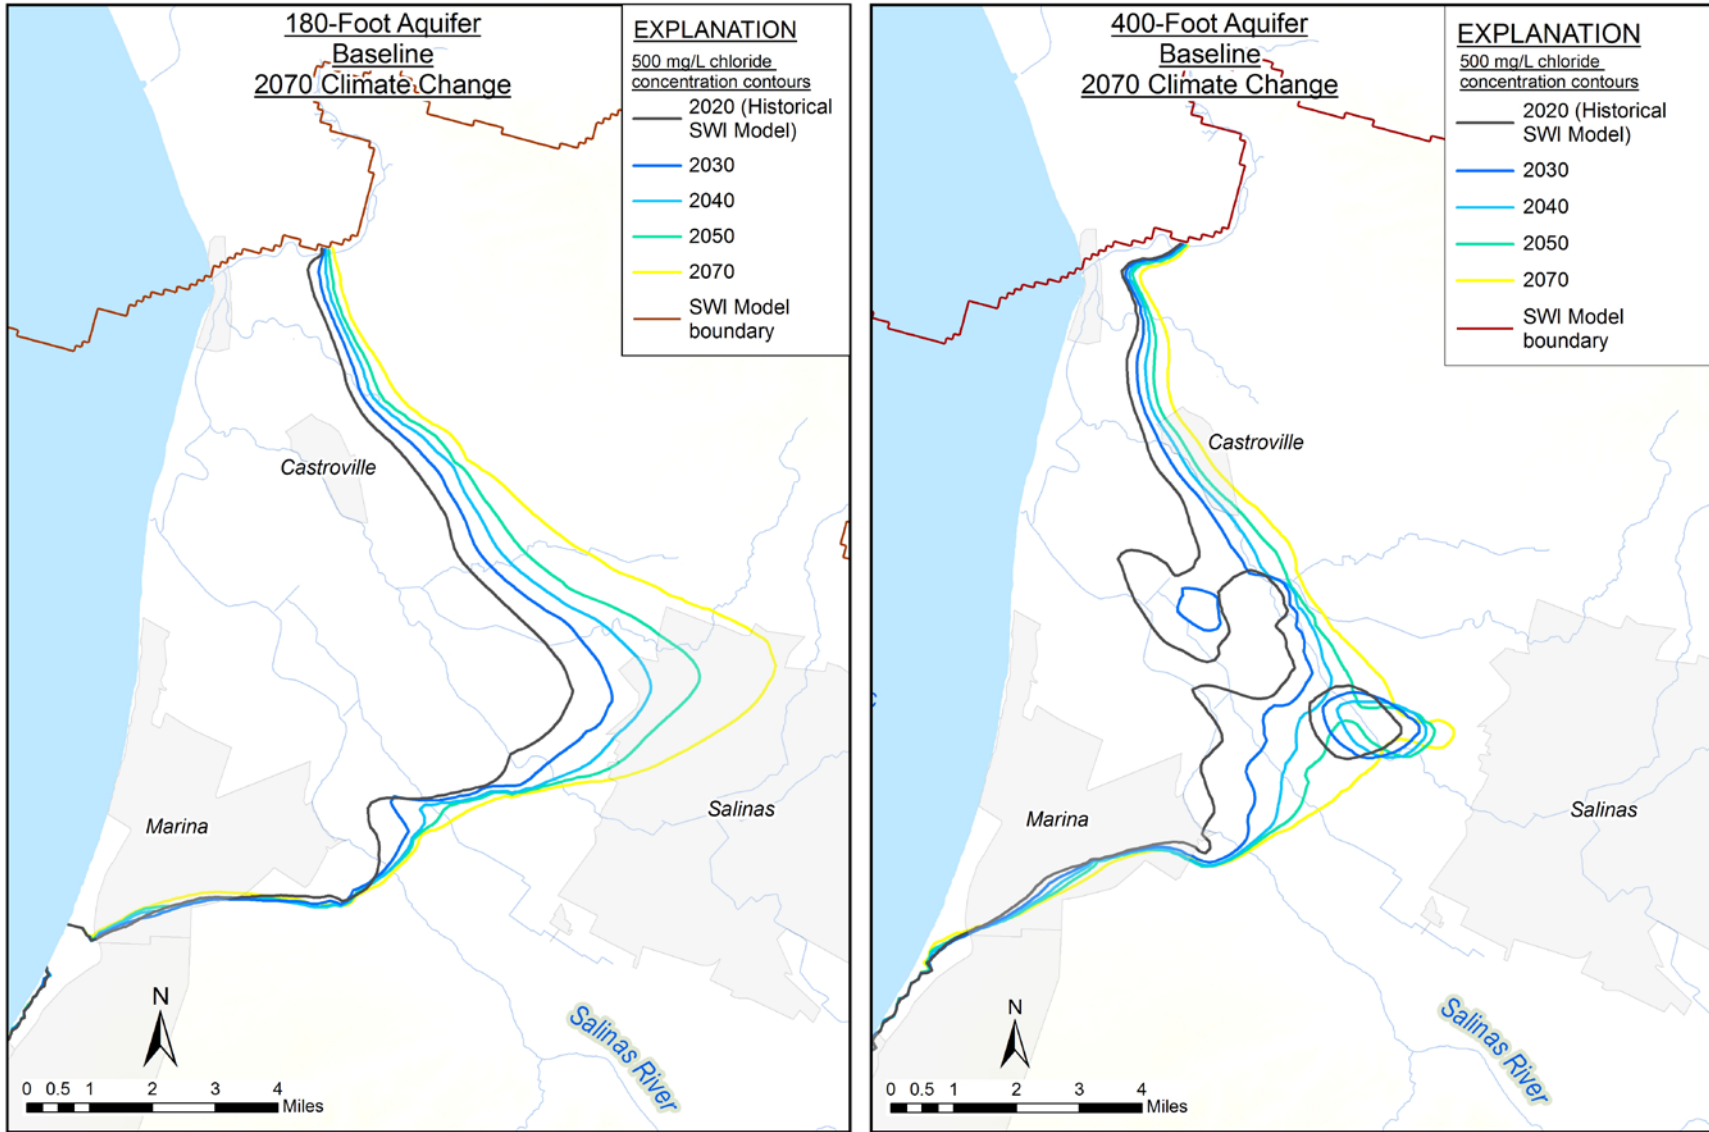 180-Foot Aquifer
Baseline
2070 Climate Change
EXPLANATION
500 mg/L chloride
concentration contours
2020 (Historical
SWI Model)
2030
2040
2050
2070
SWI Model
boundary
Castroville
Marina
Salinas
Salinas River
N
0 0.5 1 2 3 4
Miles
400-Foot Aquifer
Baseline
2070 Climate Change
EXPLANATION
500 mg/L chloride
concentration contours
2020 (Historical
SWI Model)
2030
2040
2050
2070
SWI Model
boundary
Castroville
Marina
Salinas
Salinas River
N
0 0.5 1 2 3 4
Miles